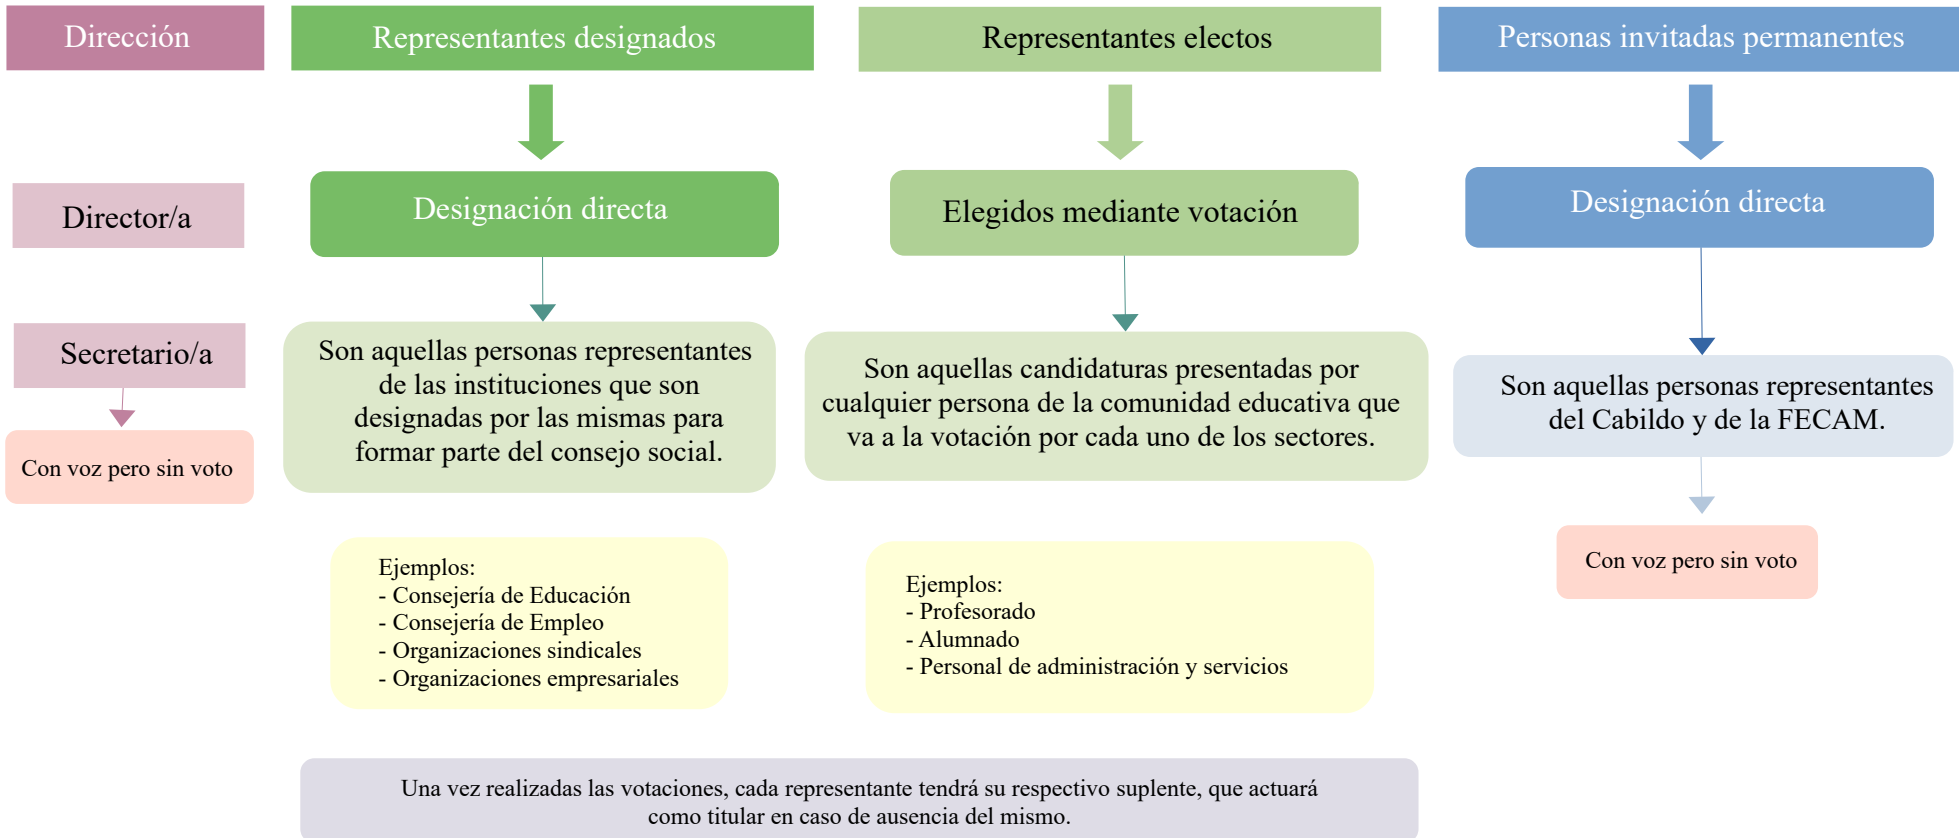 Dirección
Representantes designados
Representantes electos
Personas invitadas permanentes
Director/a
Designación directa
Elegidos mediante votación
Designación directa
Secretario/a
Con voz pero sin voto
Son aquellas personas representantes
de las instituciones que son
designadas por las mismas para
formar parte del consejo social.
Son aquellas candidaturas presentadas por
cualquier persona de la comunidad educativa que
va a la votación por cada uno de los sectores.
Son aquellas personas representantes
del Cabildo y de la FECAM.
Con voz pero sin voto
Ejemplos:
- Consejería de Educación
- Consejería de Empleo
- Organizaciones sindicales
- Organizaciones empresariales
Ejemplos:
- Profesorado
- Alumnado
- Personal de administración y servicios
Una vez realizadas las votaciones, cada representante tendrá su respectivo suplente, que actuará
como titular en caso de ausencia del mismo.